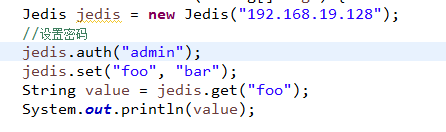 Jedis jedis = new Jedis("192.168.19.128");
//设置密码
jedis.auth("admin");
jedis.set("foo", "bar");
String value = jedis.get("foo");
System.out.println(value);